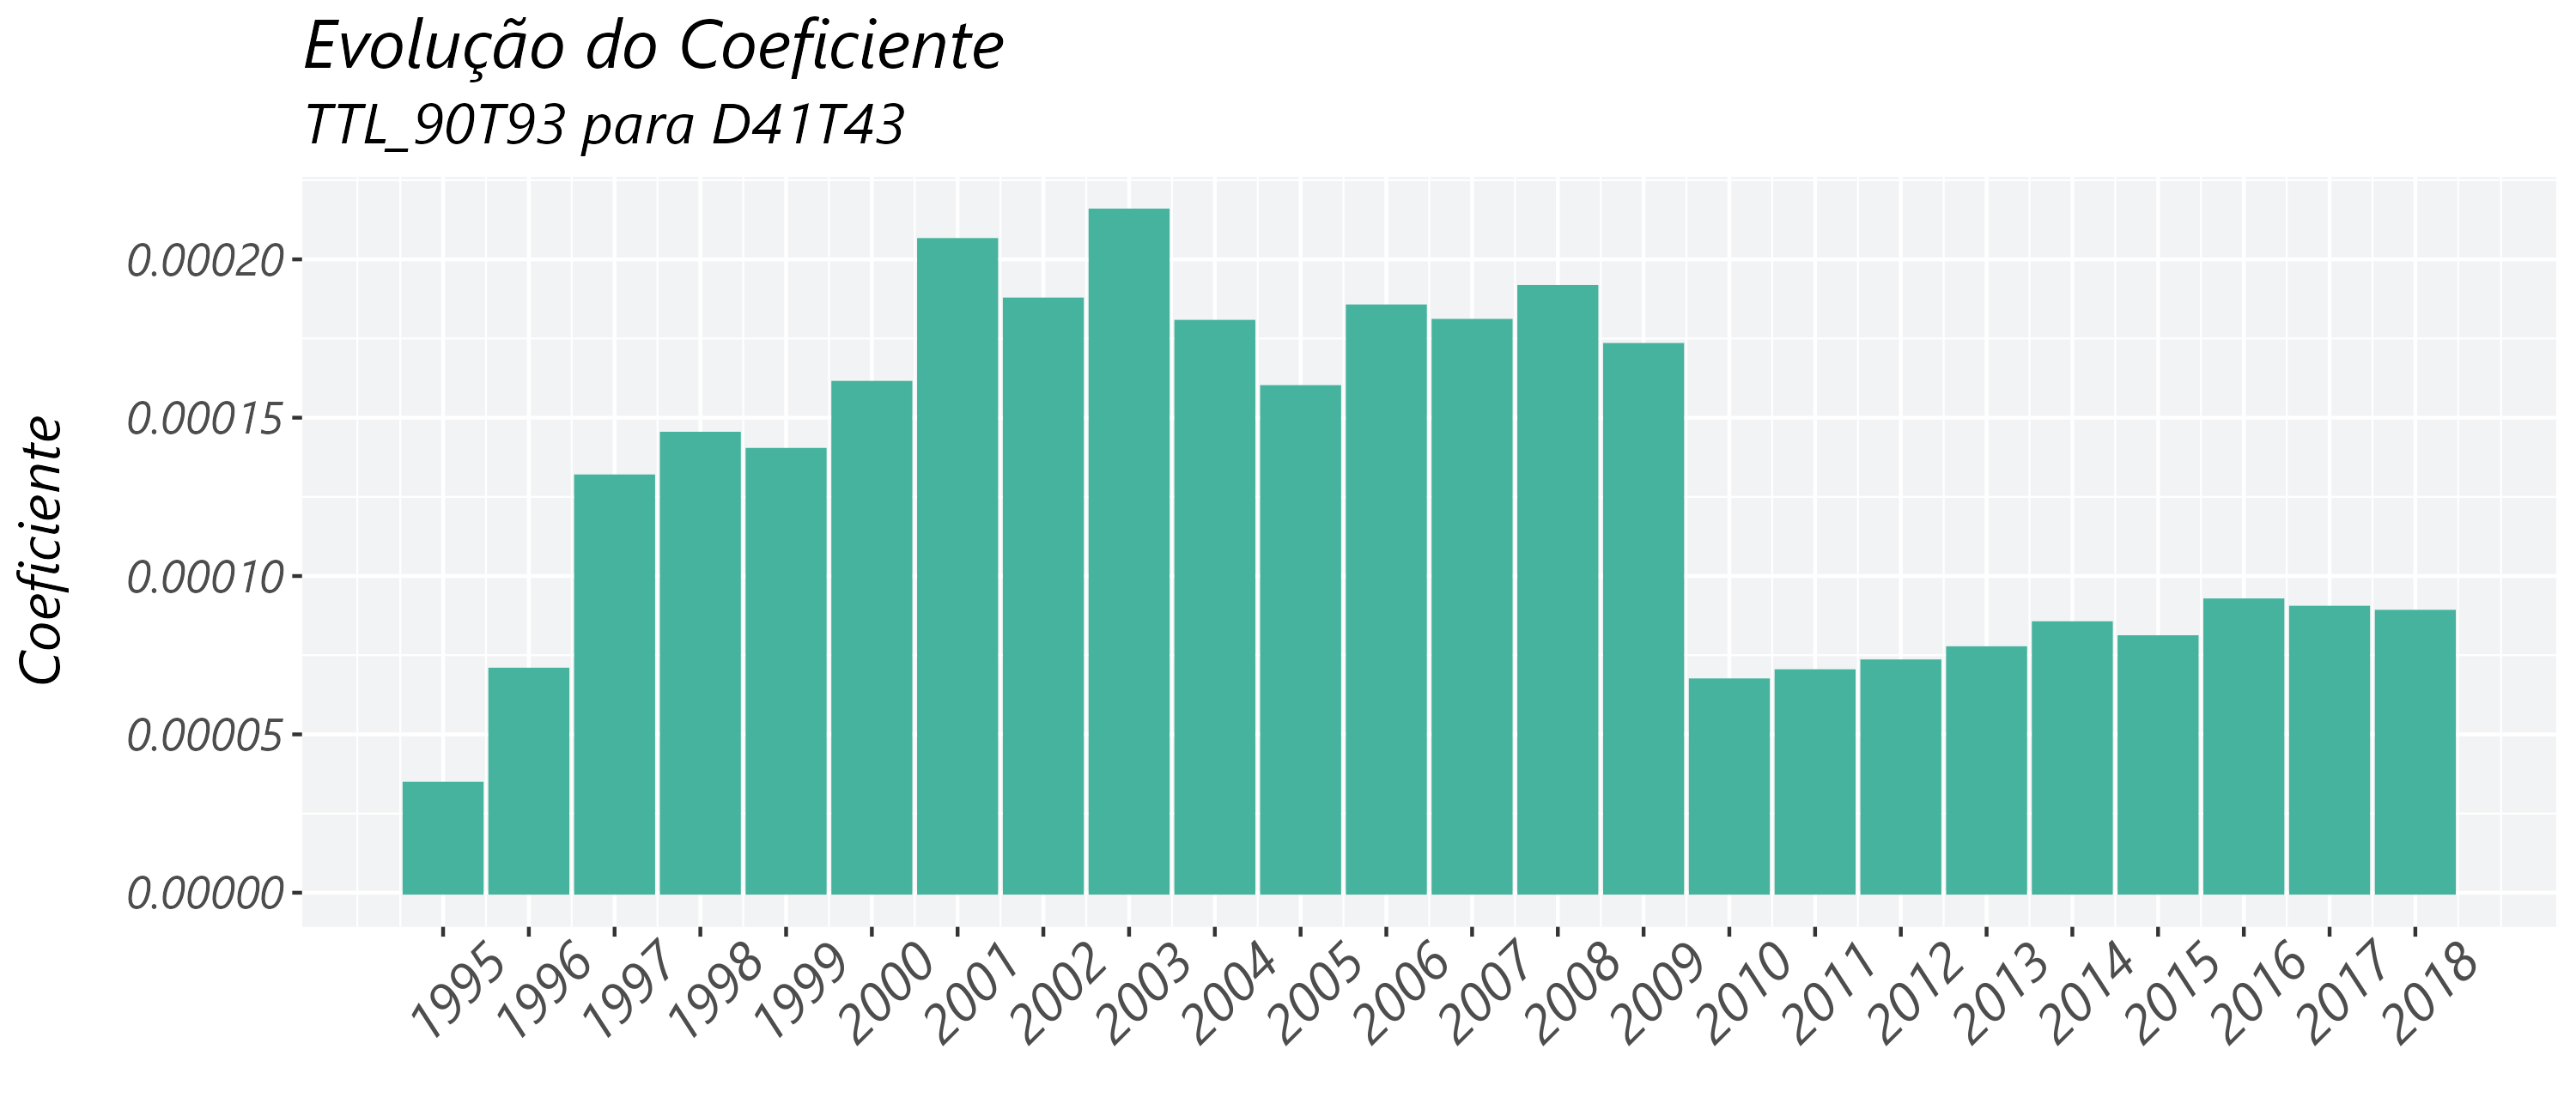 Evolução do Coeficiente
TTL_90T93 para D41T43
Coeficiente
0.00020
0.00015
0.00010
0.00005
0.00000
1995 1996 1997 1998 1999 2000 2001 2002 2003 2004 2005 2006 2007 2008 2009 2010 2011 2012 2013 2014 2015 2016 2017 2018